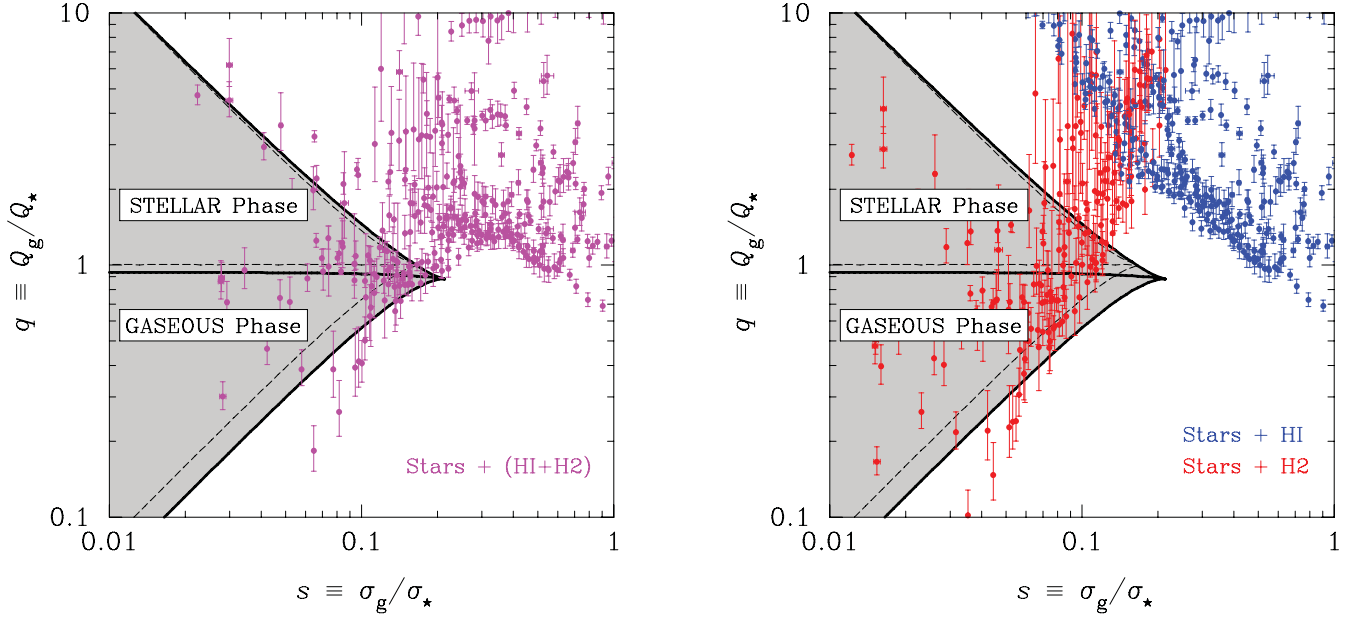 10
1
0.1
q ≡ Q_g/Q_⋆
STELLAR Phase
GASEOUS Phase
Stars + (HI+H2)
0.01
0.1
1
s ≡ σ_g/σ_⋆
10
1
0.1
q ≡ Q_g/Q_⋆
STELLAR Phase
GASEOUS Phase
Stars + HI
Stars + H2
0.01
0.1
1
s ≡ σ_g/σ_⋆